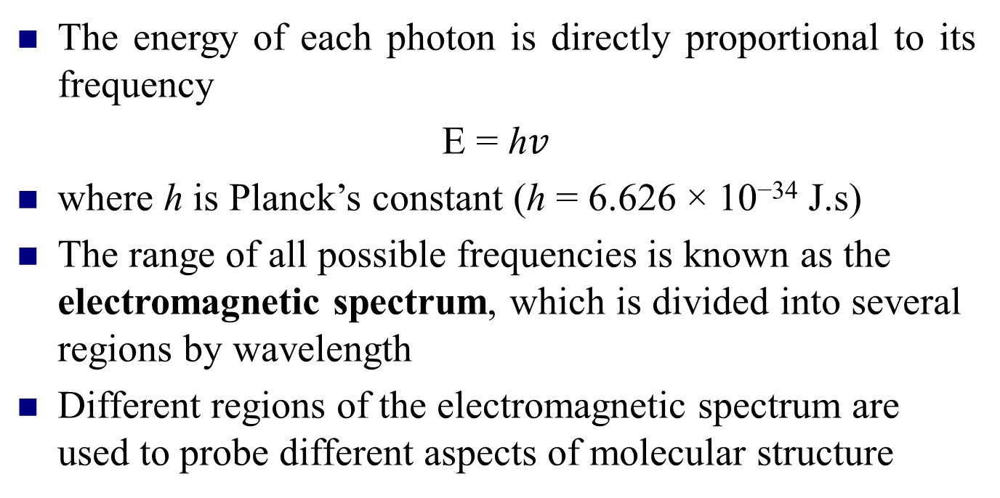 ■ The energy of each photon is directly proportional to its
frequency
E = hυ
■ where h is Planck’s constant (h = 6.626 × 10⁻³⁴ J.s)
■ The range of all possible frequencies is known as the
electromagnetic spectrum, which is divided into several
regions by wavelength
■ Different regions of the electromagnetic spectrum are
used to probe different aspects of molecular structure